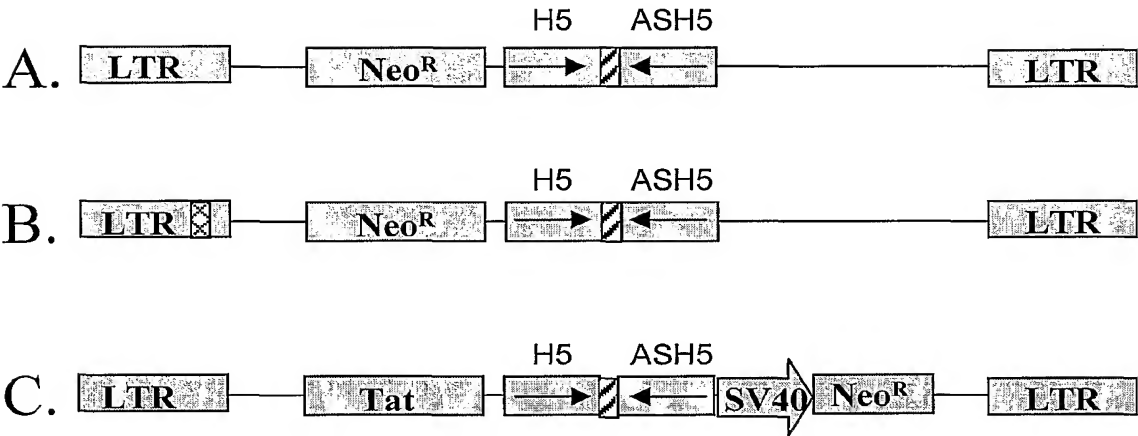 H5 ASH5
A. LTR Neoᴿ LTR
H5 ASH5
B. LTR Neoᴿ LTR
H5 ASH5
C. LTR Tat SV40 Neoᴿ LTR